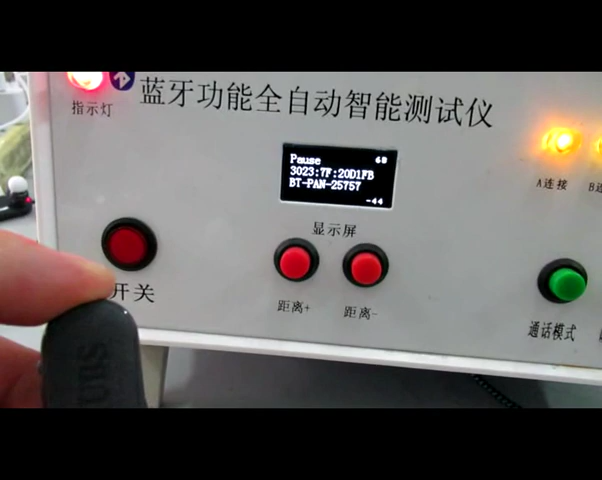 蓝牙功能全自动智能测试仪
指示灯
Pause 68
3023:7F:20D1FB
BT-PAN-25757
-44
A连接
显示屏
开关
距离+
距离-
通话模式